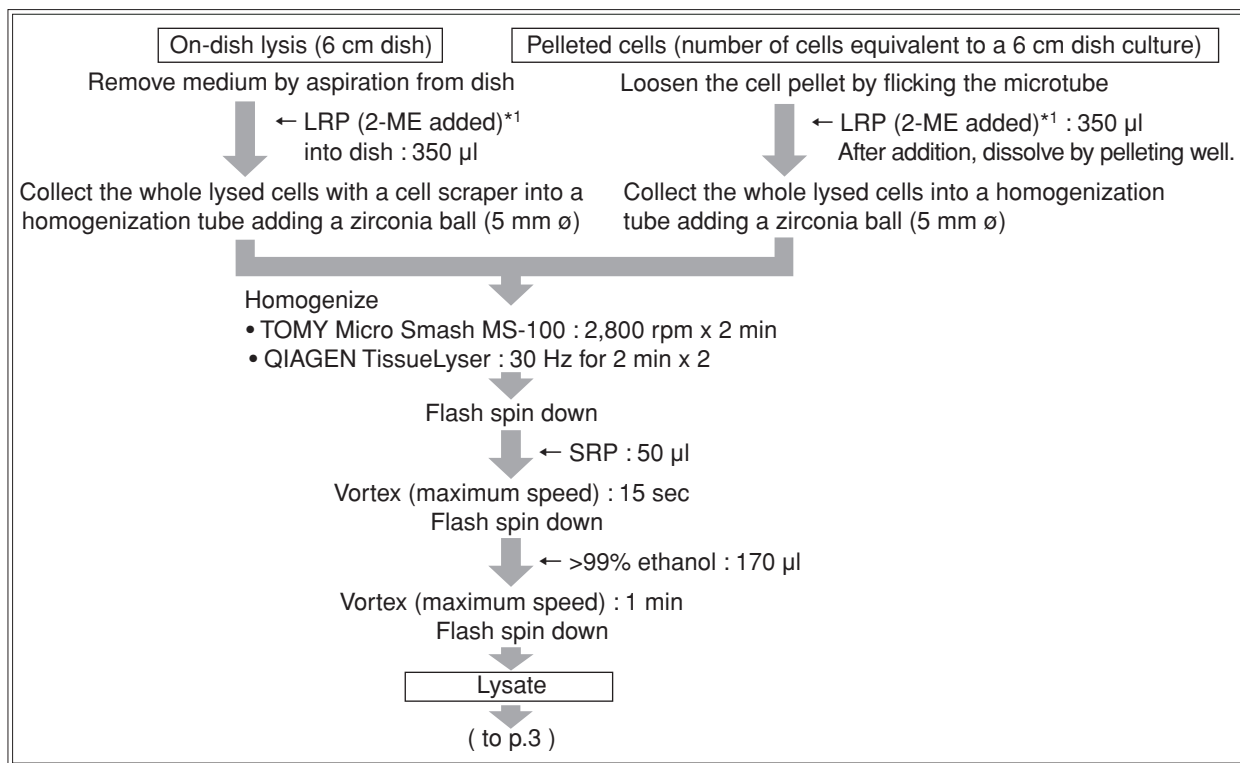 On-dish lysis (6 cm dish)
Remove medium by aspiration from dish
← LRP (2-ME added)*1
into dish : 350 µl
Collect the whole lysed cells with a cell scraper into a
homogenization tube adding a zirconia ball (5 mm ø)
Pelleted cells (number of cells equivalent to a 6 cm dish culture)
Loosen the cell pellet by flicking the microtube
← LRP (2-ME added)*1 : 350 µl
After addition, dissolve by pelleting well.
Collect the whole lysed cells into a homogenization
tube adding a zirconia ball (5 mm ø)
Homogenize
• TOMY Micro Smash MS-100 : 2,800 rpm x 2 min
• QIAGEN TissueLyser : 30 Hz for 2 min x 2
Flash spin down
← SRP : 50 µl
Vortex (maximum speed) : 15 sec
Flash spin down
← >99% ethanol : 170 µl
Vortex (maximum speed) : 1 min
Flash spin down
Lysate
( to p.3 )